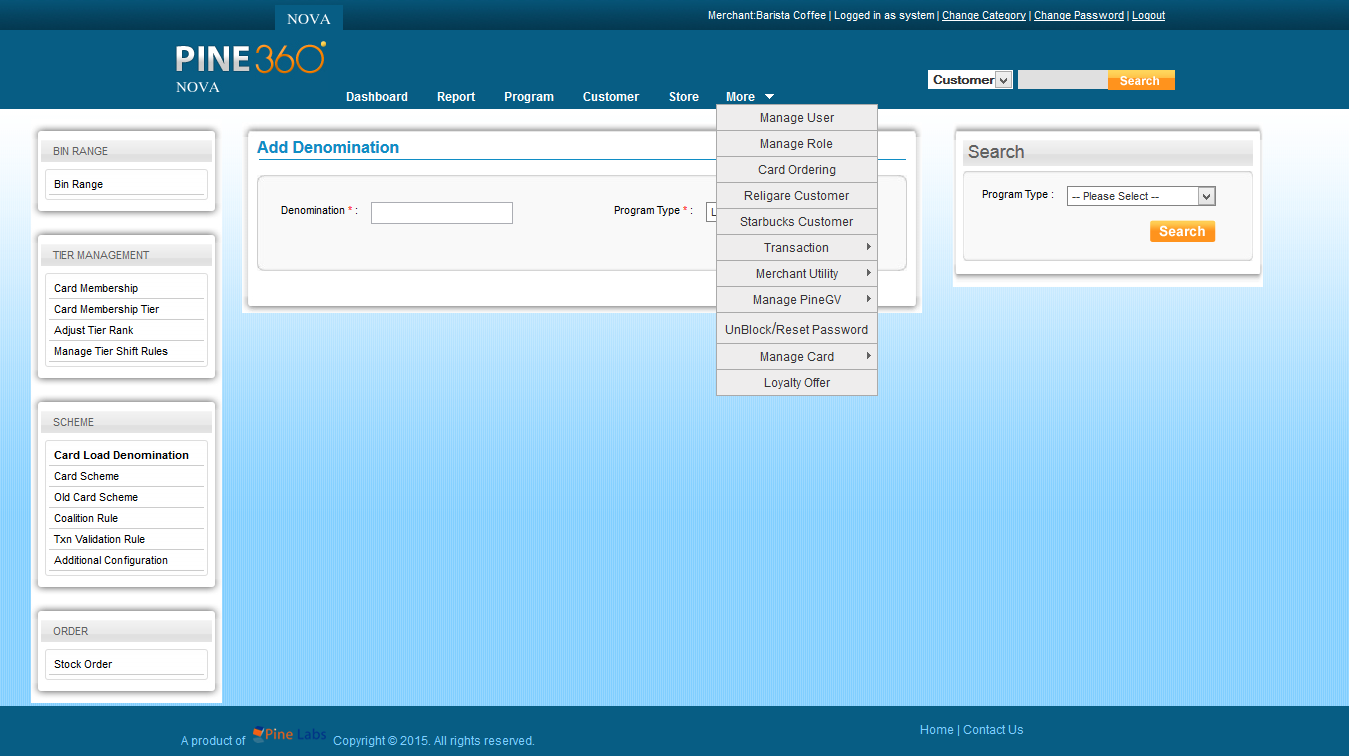 NOVA
Merchant:Barista Coffee | Logged in as system | Change Category | Change Password | Logout
PINE 360
NOVA
Dashboard Report Program Customer Store More
Customer Search
BIN RANGE
Bin Range
TIER MANAGEMENT
Card Membership
Card Membership Tier
Adjust Tier Rank
Manage Tier Shift Rules
SCHEME
Card Load Denomination
Card Scheme
Old Card Scheme
Coalition Rule
Txn Validation Rule
Additional Configuration
ORDER
Stock Order
Add Denomination
Denomination * :
Program Type * :
Manage User
Manage Role
Card Ordering
Religare Customer
Starbucks Customer
Transaction
Merchant Utility
Manage PineGV
UnBlock/Reset Password
Manage Card
Loyalty Offer
Search
Program Type : -- Please Select --
Search
A product of Pine Labs Copyright © 2015. All rights reserved.
Home | Contact Us